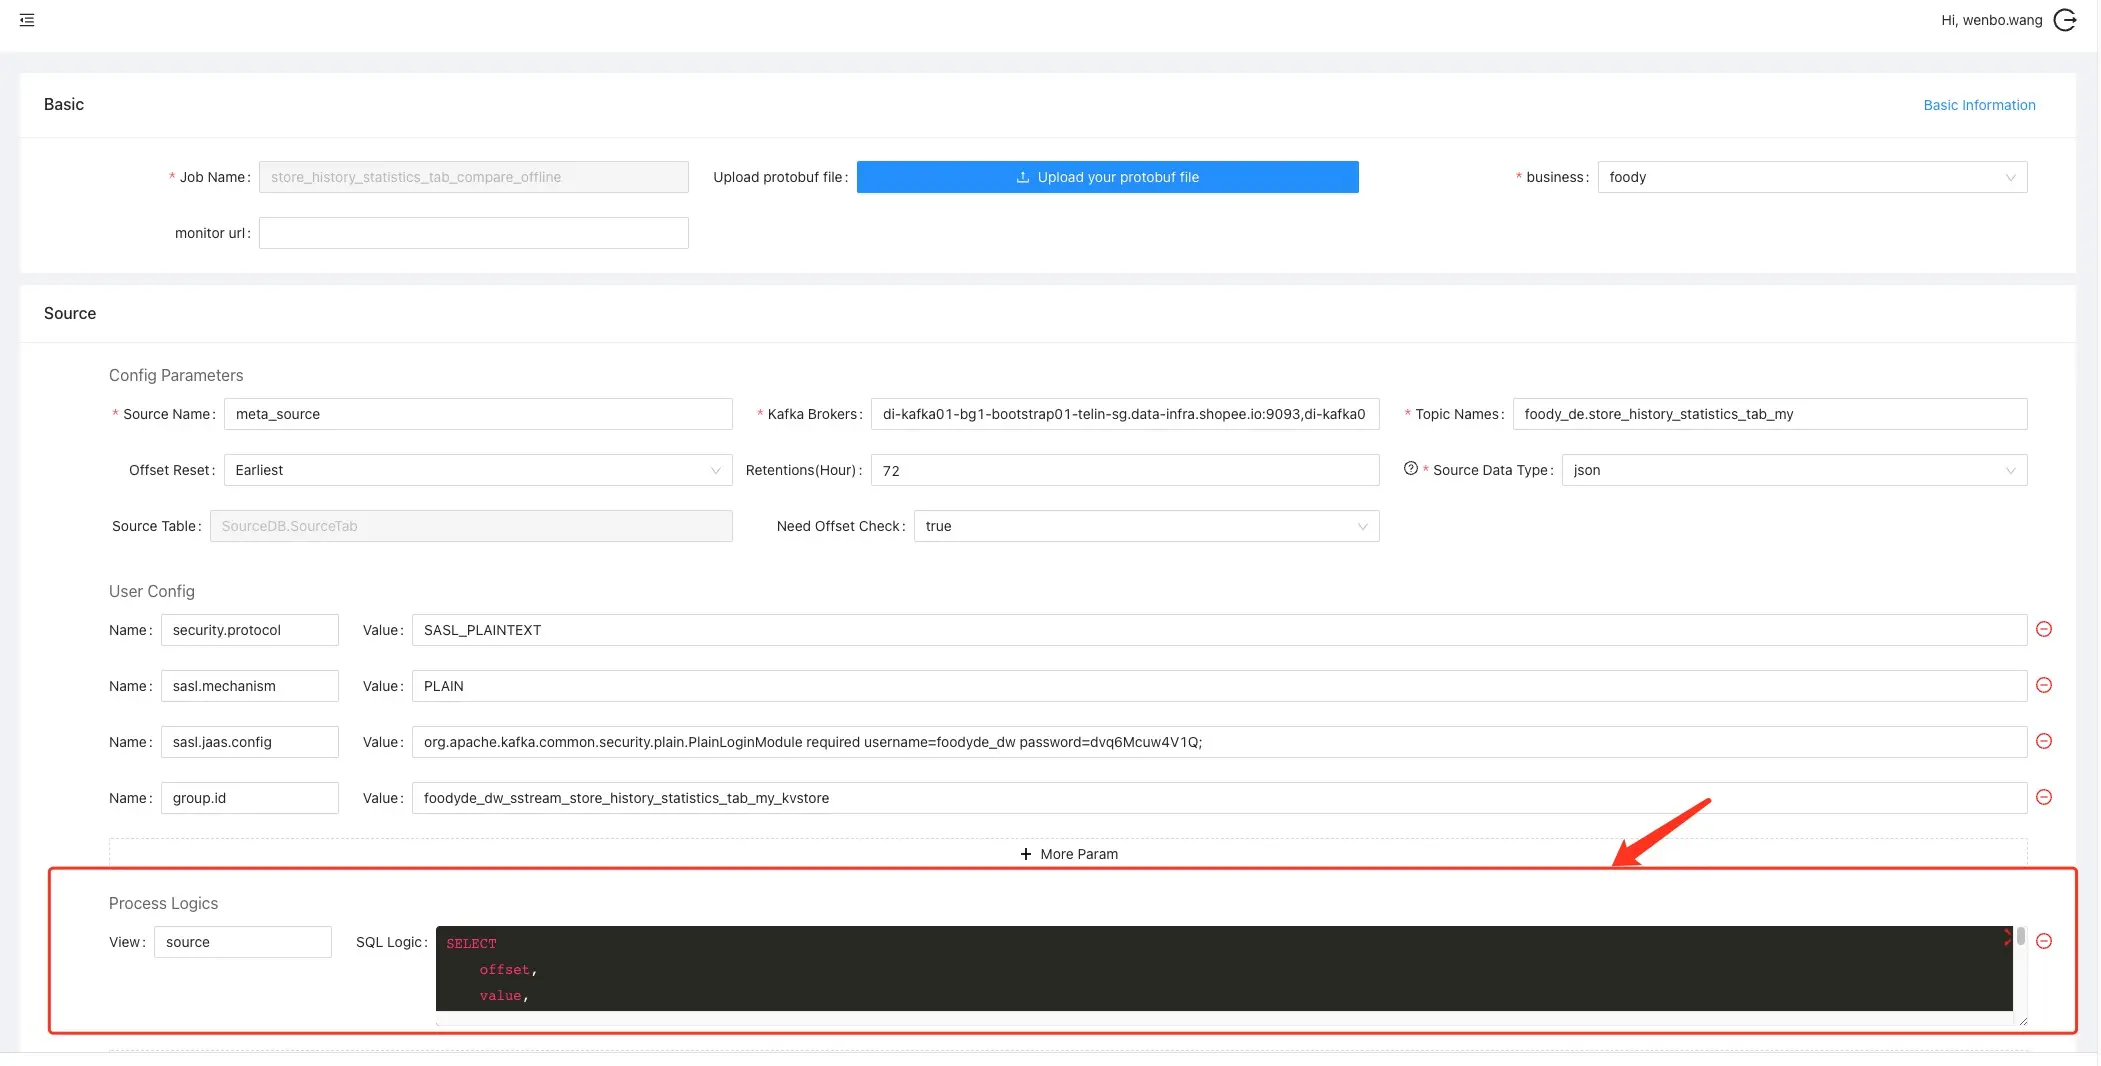 Hi, wenbo.wang
Basic
Basic Information
* Job Name: store_history_statistics_tab_compare_offline
Upload protobuf file: Upload your protobuf file
* business: foody
monitor url:
Source
Config Parameters
* Source Name: meta_source
* Kafka Brokers: di-kafka01-bg1-bootstrap01-telin-sg.data-infra.shopee.io:9093,di-kafka0
* Topic Names: foody_de.store_history_statistics_tab_my
Offset Reset: Earliest
Retentions(Hour): 72
* Source Data Type: json
Source Table: SourceDB.SourceTab
Need Offset Check: true
User Config
Name: security.protocol Value: SASL_PLAINTEXT
Name: sasl.mechanism Value: PLAIN
Name: sasl.jaas.config Value: org.apache.kafka.common.security.plain.PlainLoginModule required username=foodyde_dw password=dvq6Mcuw4V1Q;
Name: group.id Value: foodyde_dw_sstream_store_history_statistics_tab_my_kvstore
+ More Param
Process Logics
View: source SQL Logic: SELECT
offset,
value,